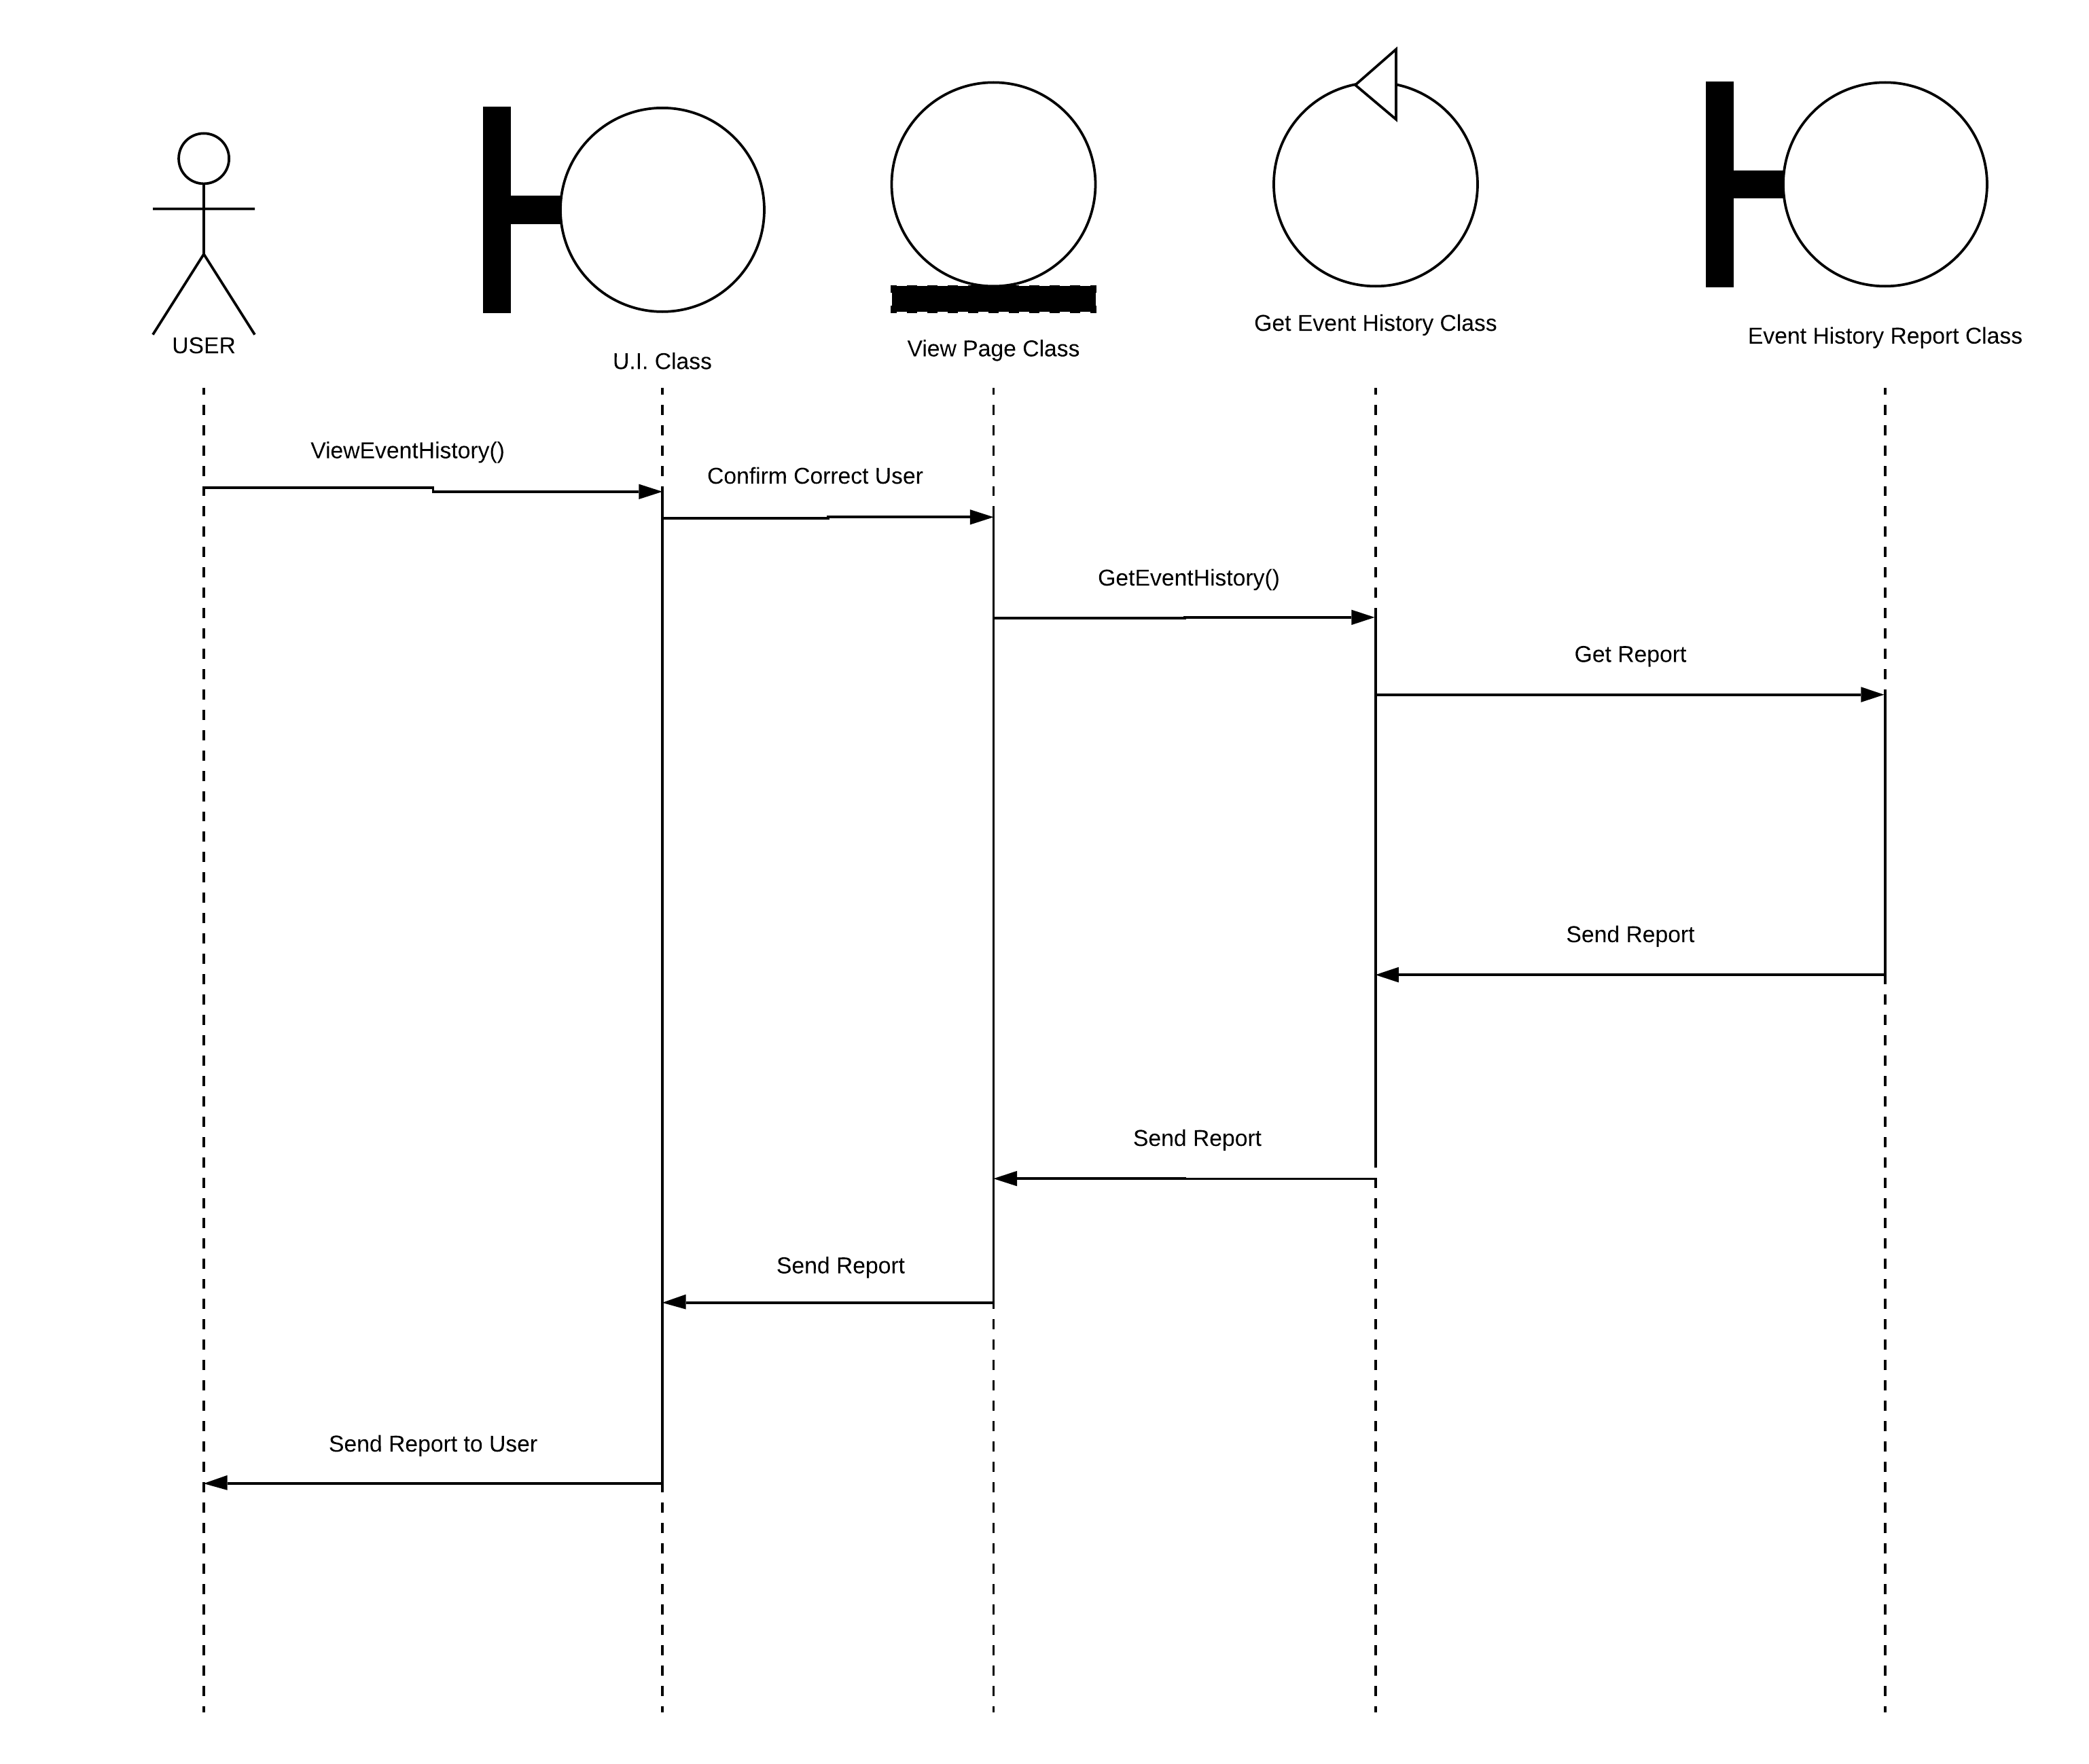 USER
U.I. Class
View Page Class
Get Event History Class
Event History Report Class
ViewEventHistory()
Confirm Correct User
GetEventHistory()
Get Report
Send Report
Send Report
Send Report
Send Report to User